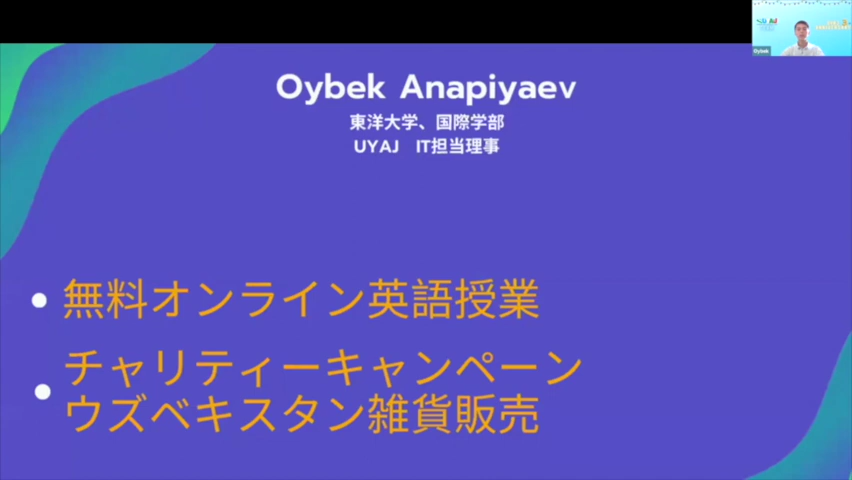 Oybek Anapiyaev
東洋大学、国際学部
UYAJ IT担当理事
無料オンライン英語授業
チャリティーキャンペーン
ウズベキスタン雑貨販売
Oybek